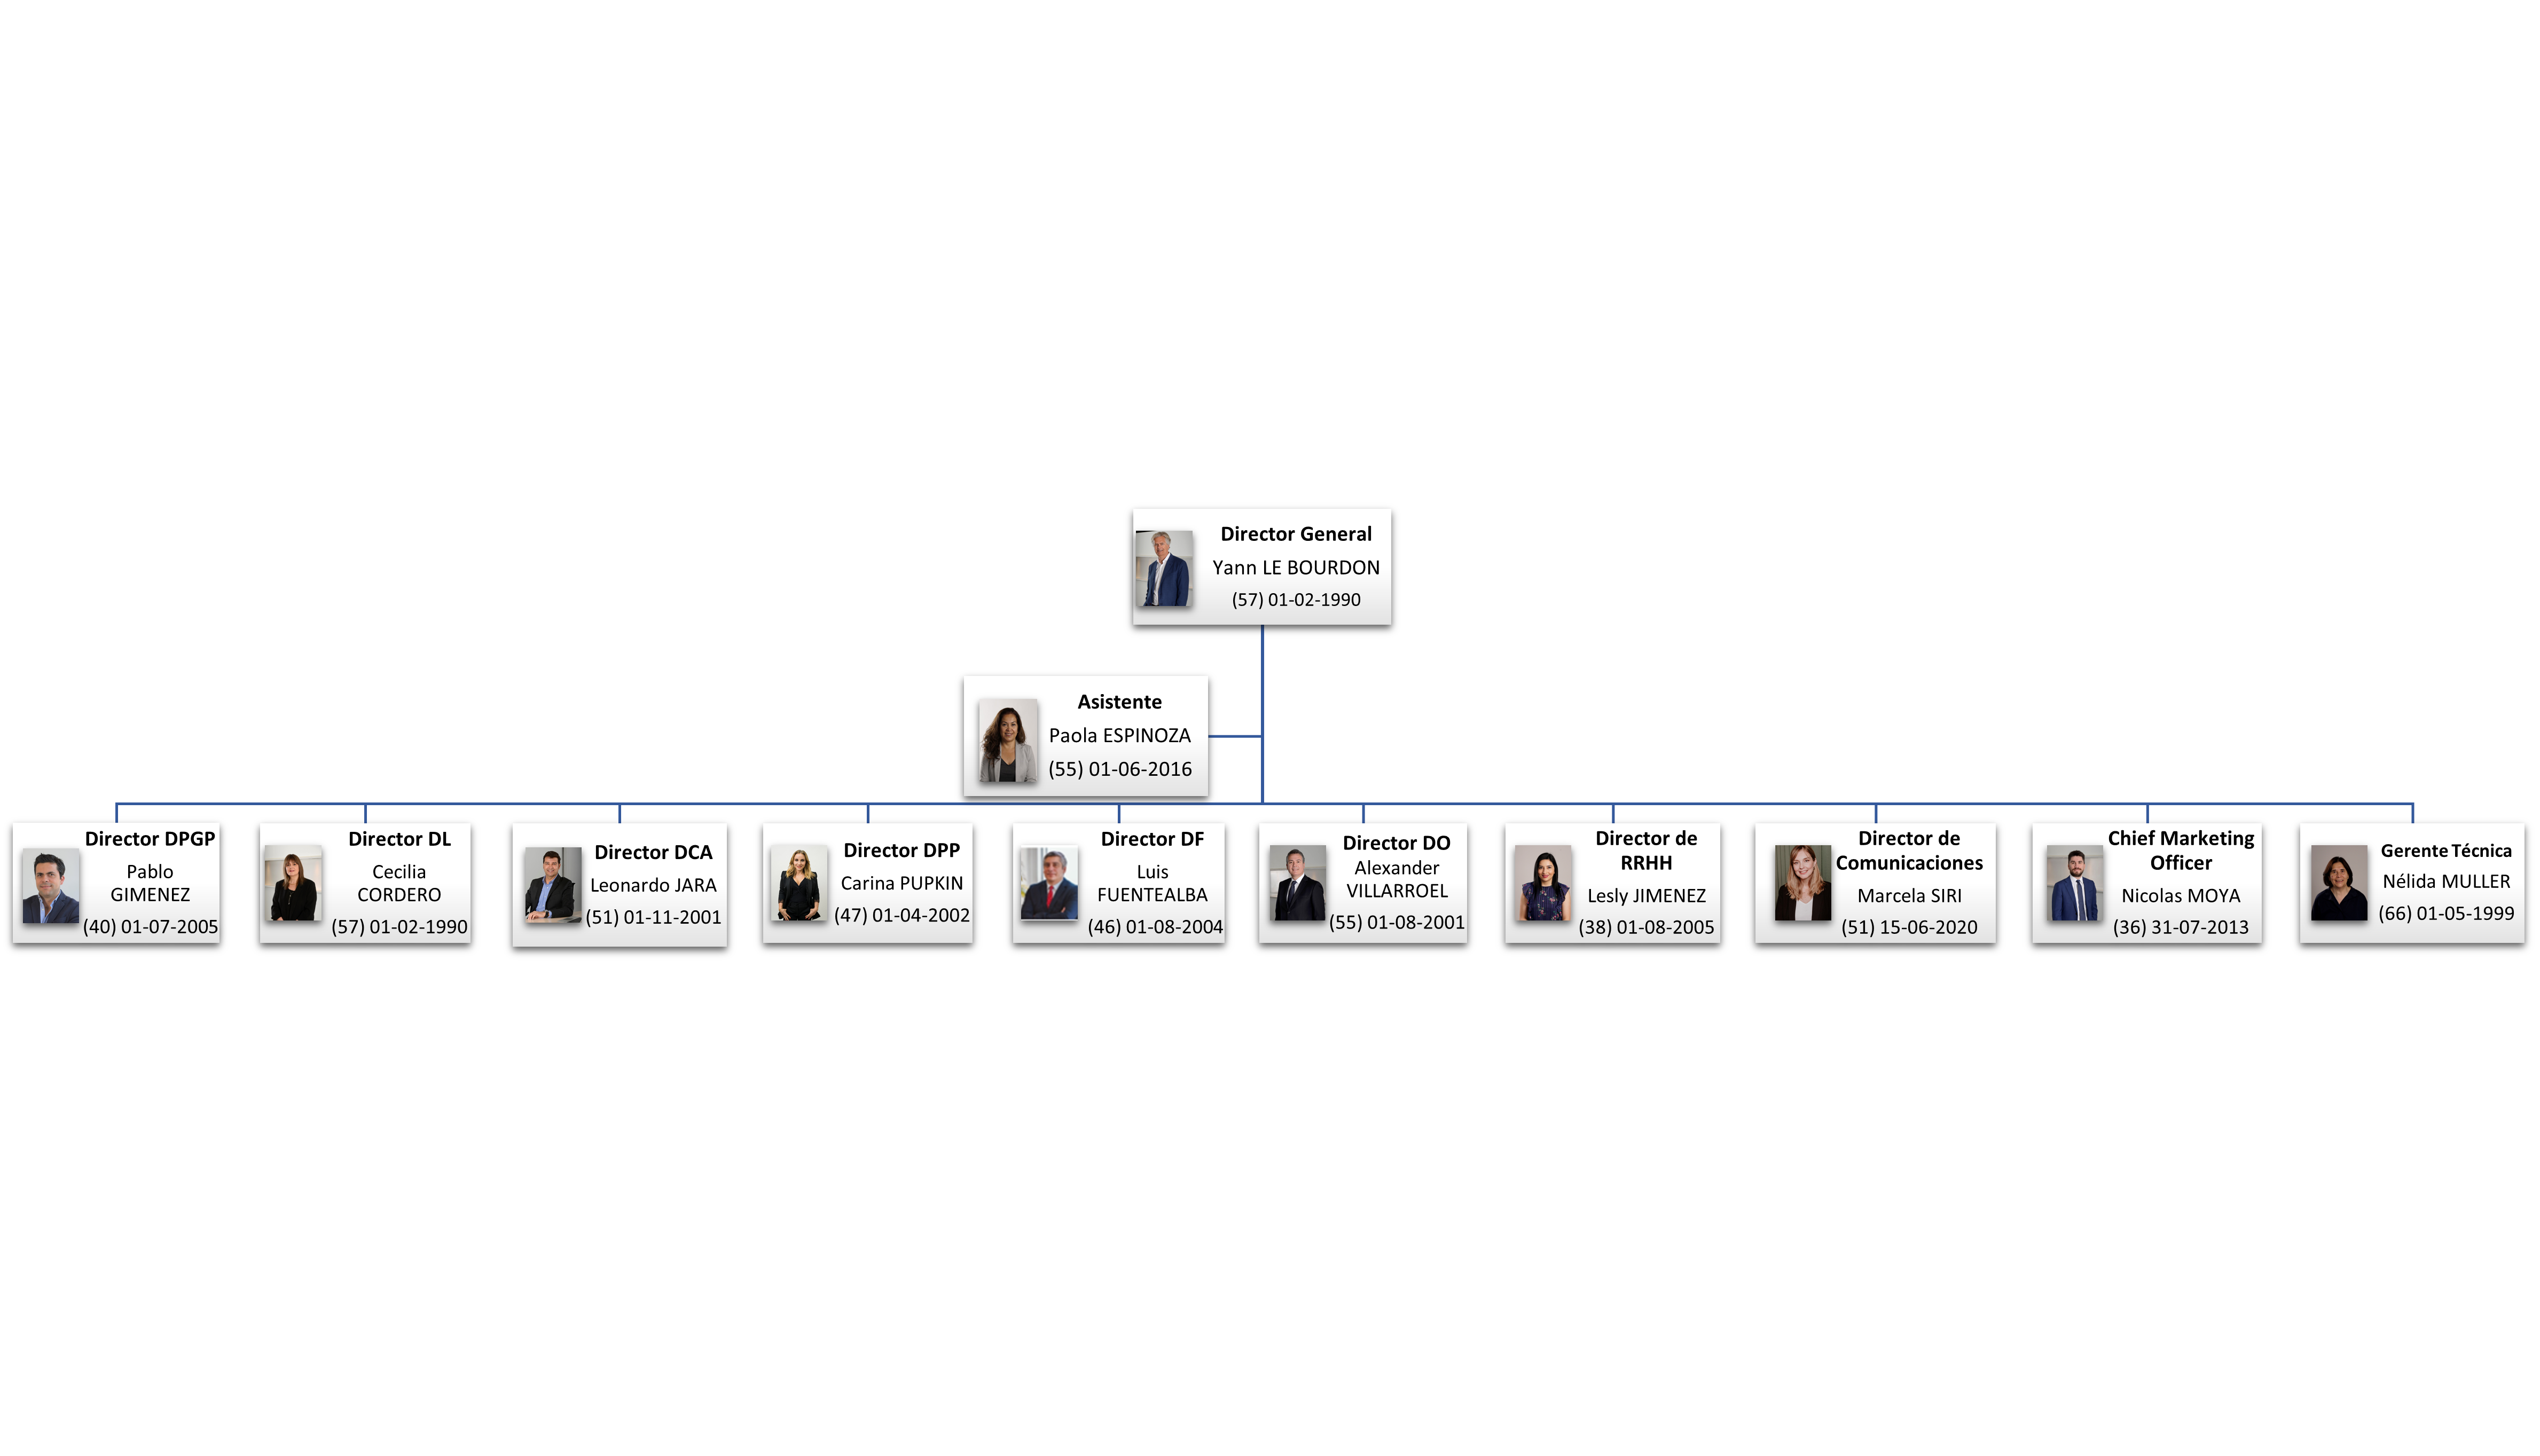 Director General
Yann LE BOURDON
(57) 01-02-1990
Asistente
Paola ESPINOZA
(55) 01-06-2016
Director DPGP
Pablo
GIMENEZ
(40) 01-07-2005
Director DL
Cecilia
CORDERO
(57) 01-02-1990
Director DCA
Leonardo JARA
(51) 01-11-2001
Director DPP
Carina PUPKIN
(47) 01-04-2002
Director DF
Luis
FUENTEALBA
(46) 01-08-2004
Director DO
Alexander
VILLARROEL
(55) 01-08-2001
Director de
RRHH
Lesly JIMENEZ
(38) 01-08-2005
Director de
Comunicaciones
Marcela SIRI
(51) 15-06-2020
Chief Marketing
Officer
Nicolas MOYA
(36) 31-07-2013
Gerente Técnica
Nélida MULLER
(66) 01-05-1999